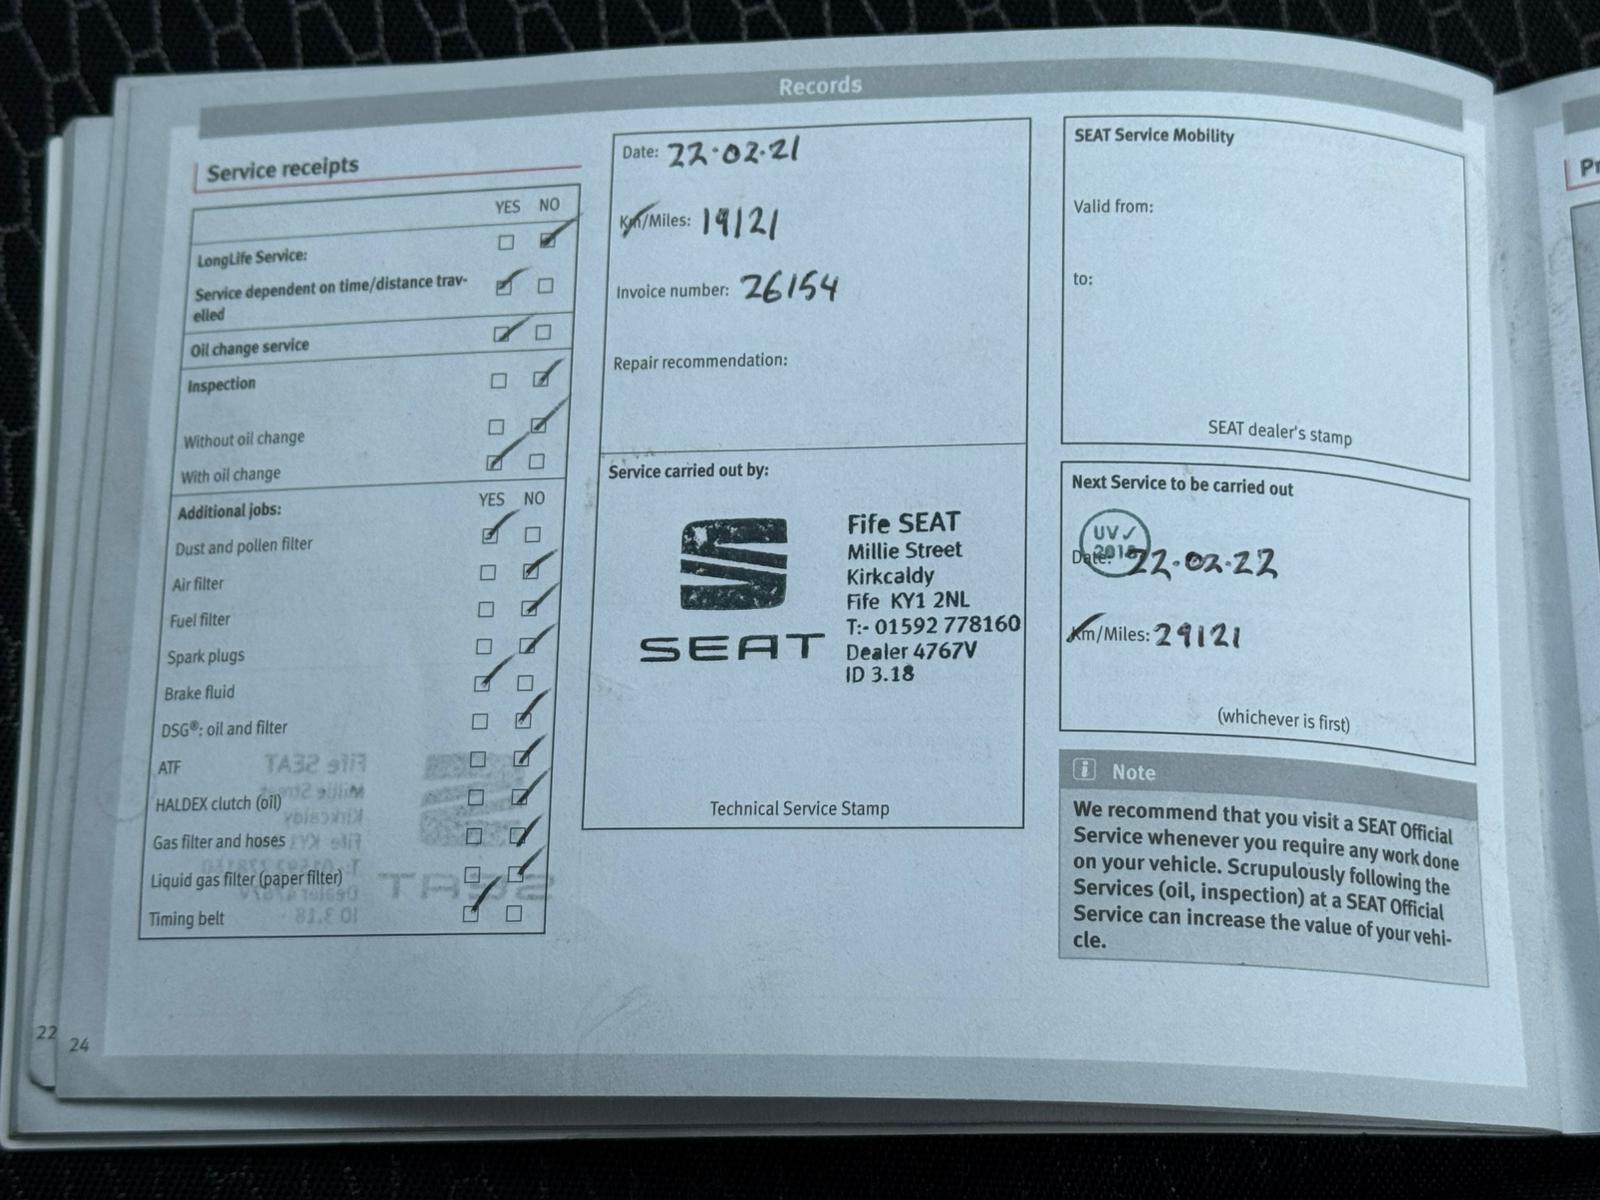 Records
Service receipts
YES NO
LongLife Service:
Service dependent on time/distance trav-
elled
Oil change service
Inspection
Without oil change
With oil change
Additional jobs: YES NO
Dust and pollen filter
Air filter
Fuel filter
Spark plugs
Brake fluid
DSG®: oil and filter
ATF
HALDEX clutch (oil)
Gas filter and hoses
Liquid gas filter (paper filter)
Timing belt
Date: 22.02.21
Km/Miles: 19121
Invoice number: 26154
Repair recommendation:
Service carried out by:
SEAT
Fife SEAT
Millie Street
Kirkcaldy
Fife KY1 2NL
T:- 01592 778160
Dealer 4767V
ID 3.18
Technical Service Stamp
SEAT Service Mobility
Valid from:
to:
SEAT dealer's stamp
Next Service to be carried out
UV✓
2018
Date: 22.02.22
Km/Miles: 29121
(whichever is first)
i Note
We recommend that you visit a SEAT Official
Service whenever you require any work done
on your vehicle. Scrupulously following the
Services (oil, inspection) at a SEAT Official
Service can increase the value of your vehi-
cle.
22
24
Pr